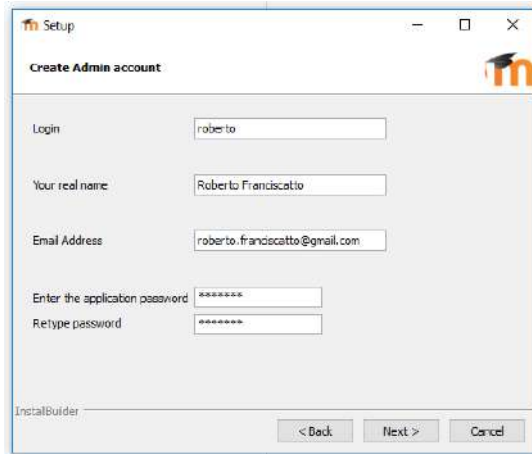 Setup
Create Admin account
Login roberto
Your real name Roberto Franciscatto
Email Address roberto.franciscatto@gmail.com
Enter the application password *******
Retype password *******
InstallBuilder
< Back Next > Cancel